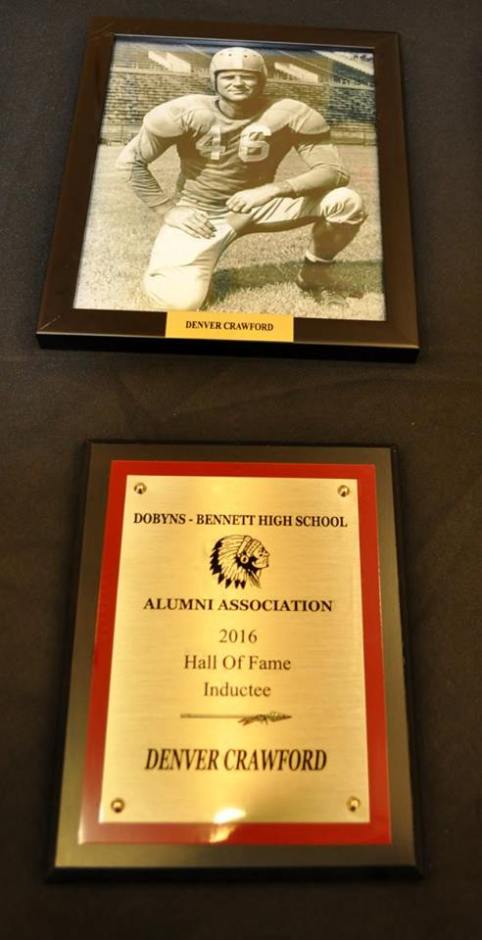 46
DENVER CRAWFORD
DOBYNS - BENNETT HIGH SCHOOL
ALUMNI ASSOCIATION
2016
Hall Of Fame
Inductee
DENVER CRAWFORD